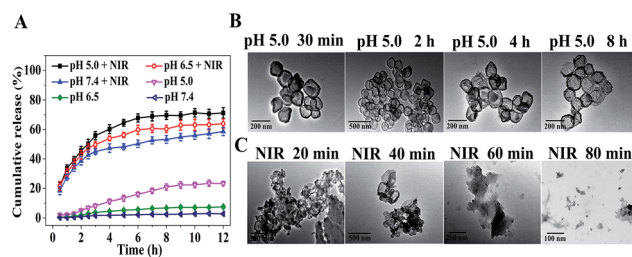 A
pH 5.0 + NIR
pH 6.5 + NIR
pH 7.4 + NIR
pH 5.0
pH 6.5
pH 7.4
Cumulative release (%)
100
80
60
40
20
0
0 1 2 3 4 5 6 7 8 9 10 11 12
Time (h)
B
pH 5.0 30 min
pH 5.0 2 h
pH 5.0 4 h
pH 5.0 8 h
200 nm
500 nm
200 nm
200 nm
C
NIR 20 min
NIR 40 min
NIR 60 min
NIR 80 min
500 nm
200 nm
100 nm